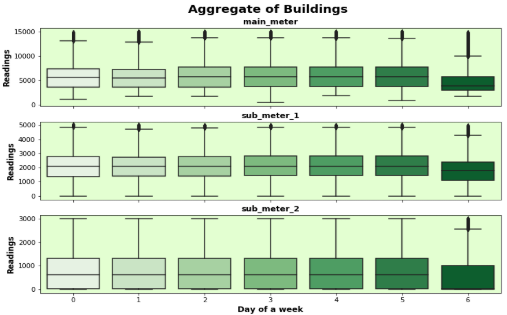 Aggregate of Buildings
main_meter
15000
10000
5000
0
Readings
sub_meter_1
5000
4000
3000
2000
1000
0
Readings
sub_meter_2
3000
2000
1000
0
Readings
0 1 2 3 4 5 6
Day of a week